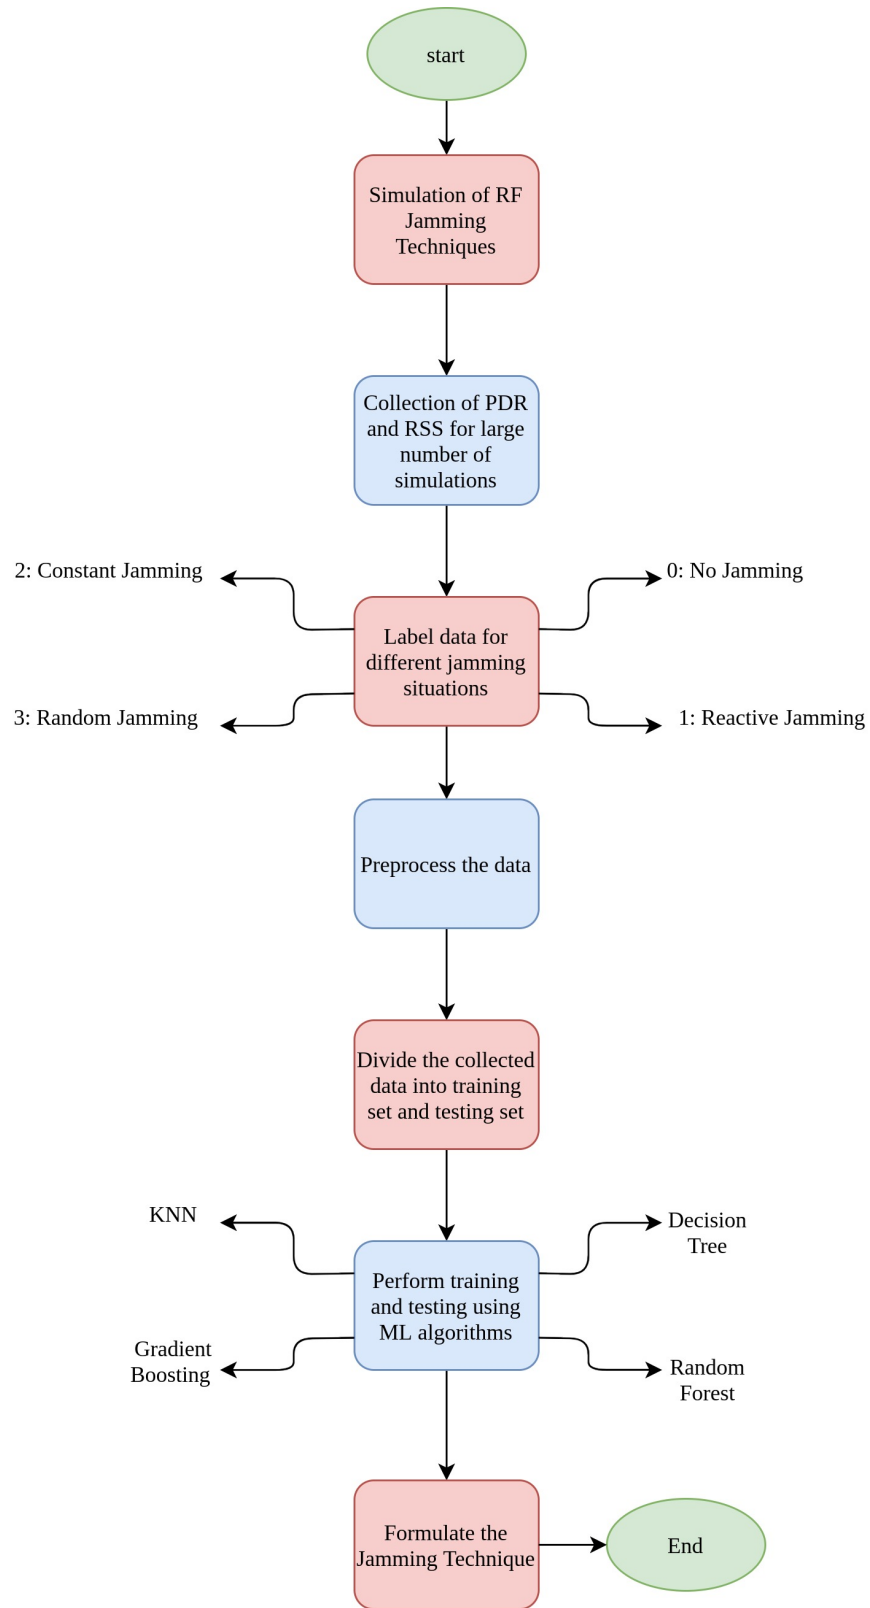 start
Simulation of RF
Jamming
Techniques
Collection of PDR
and RSS for large
number of
simulations
2: Constant Jamming
0: No Jamming
Label data for
different jamming
situations
3: Random Jamming
1: Reactive Jamming
Preprocess the data
Divide the collected
data into training
set and testing set
KNN
Decision
Tree
Perform training
and testing using
ML algorithms
Gradient
Boosting
Random
Forest
Formulate the
Jamming Technique
End